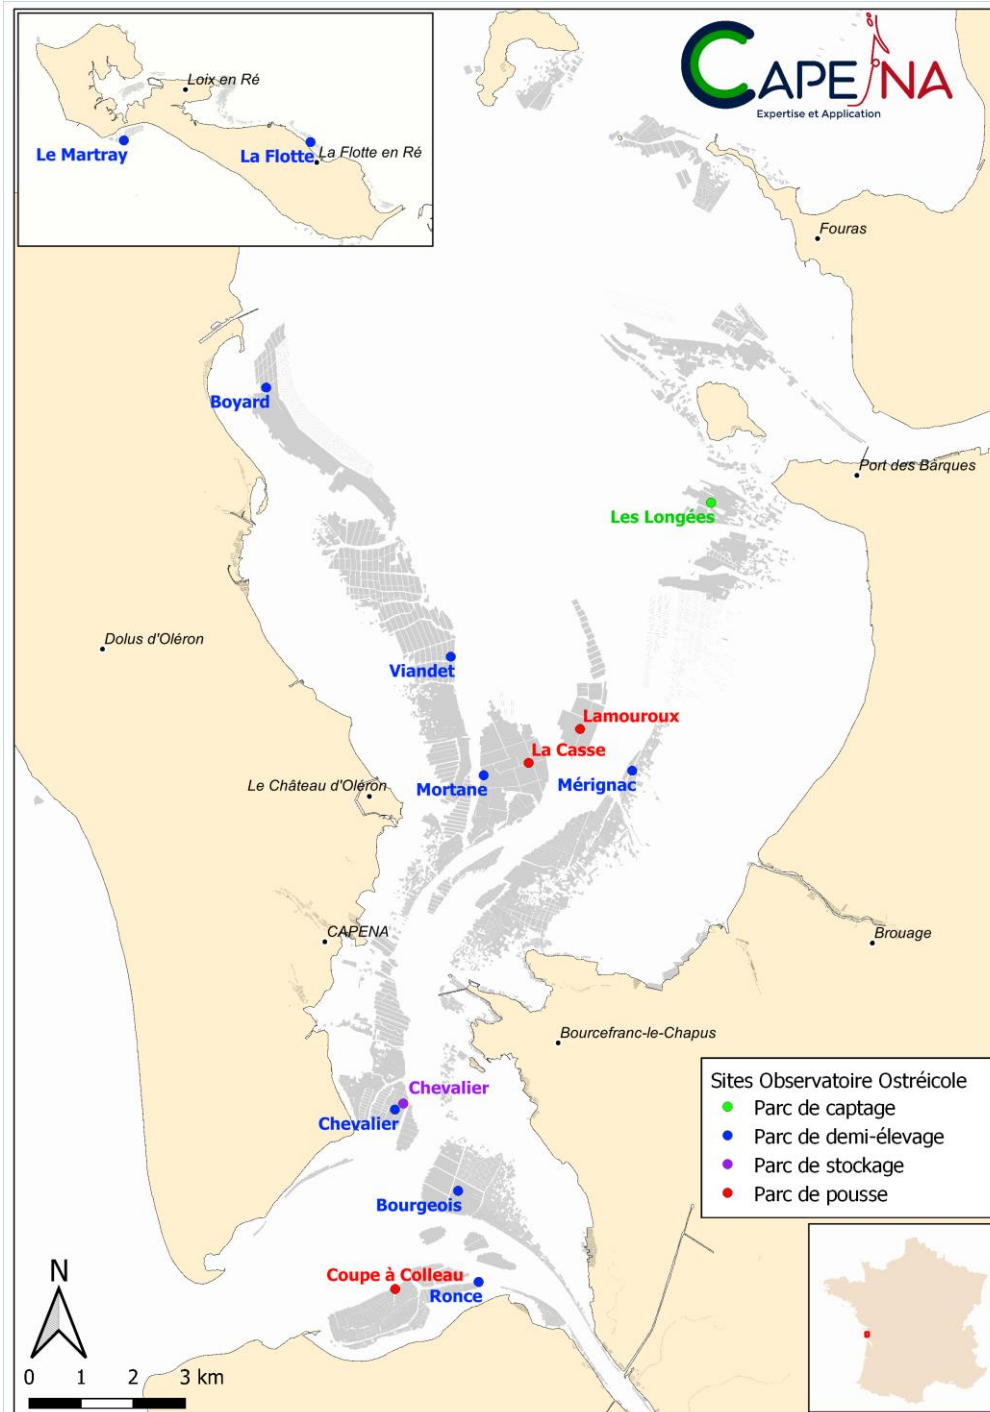 CAPENA
Expertise et Application
Loix en Ré
Le Martray
La Flotte
La Flotte en Ré
Fouras
Boyard
Port des Barques
Les Longées
Dolus d'Oléron
Viandet
Lamouroux
La Casse
Le Château d'Oléron
Mortane
Mérignac
CAPENA
Brouage
Bourcefranc-le-Chapus
Chevalier
Chevalier
Bourgeois
Coupe à Colleau
Ronce
Sites Observatoire Ostréicole
Parc de captage
Parc de demi-élevage
Parc de stockage
Parc de pousse
N
0 1 2 3 km